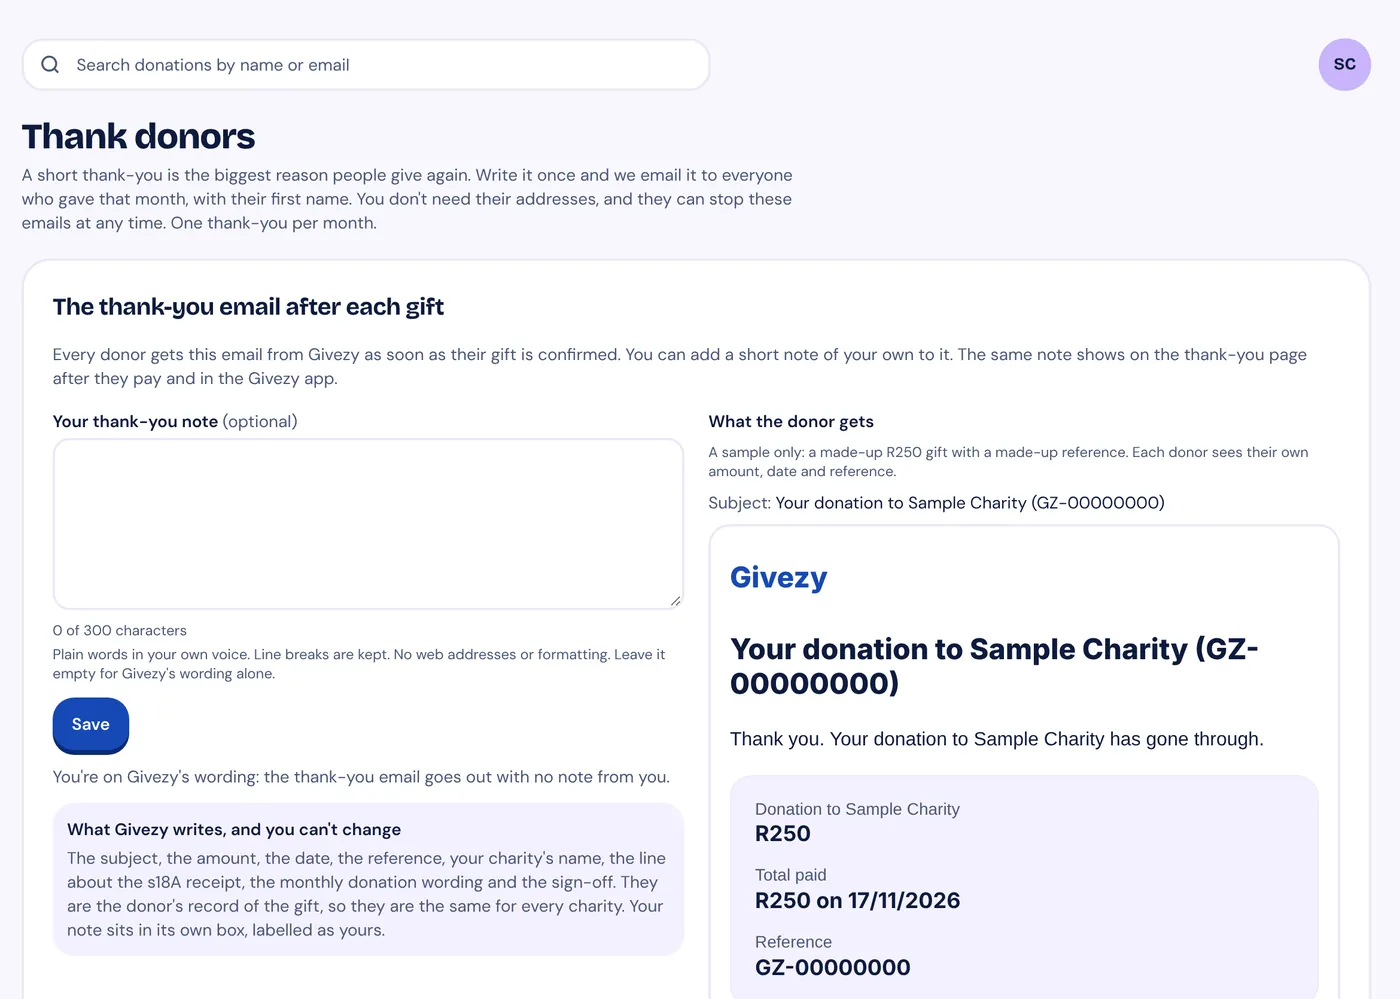 Search donations by name or email
SC
Thank donors
A short thank-you is the biggest reason people give again. Write it once and we email it to everyone
who gave that month, with their first name. You don't need their addresses, and they can stop these
emails at any time. One thank-you per month.
The thank-you email after each gift
Every donor gets this email from Givezy as soon as their gift is confirmed. You can add a short note of your own to it. The same note shows on the thank-you page
after they pay and in the Givezy app.
Your thank-you note (optional)
0 of 300 characters
Plain words in your own voice. Line breaks are kept. No web addresses or formatting. Leave it
empty for Givezy's wording alone.
Save
You're on Givezy's wording: the thank-you email goes out with no note from you.
What Givezy writes, and you can't change
The subject, the amount, the date, the reference, your charity's name, the line
about the s18A receipt, the monthly donation wording and the sign-off. They
are the donor's record of the gift, so they are the same for every charity. Your
note sits in its own box, labelled as yours.
What the donor gets
A sample only: a made-up R250 gift with a made-up reference. Each donor sees their own
amount, date and reference.
Subject: Your donation to Sample Charity (GZ-00000000)
Givezy
Your donation to Sample Charity (GZ-
00000000)
Thank you. Your donation to Sample Charity has gone through.
Donation to Sample Charity
R250
Total paid
R250 on 17/11/2026
Reference
GZ-00000000